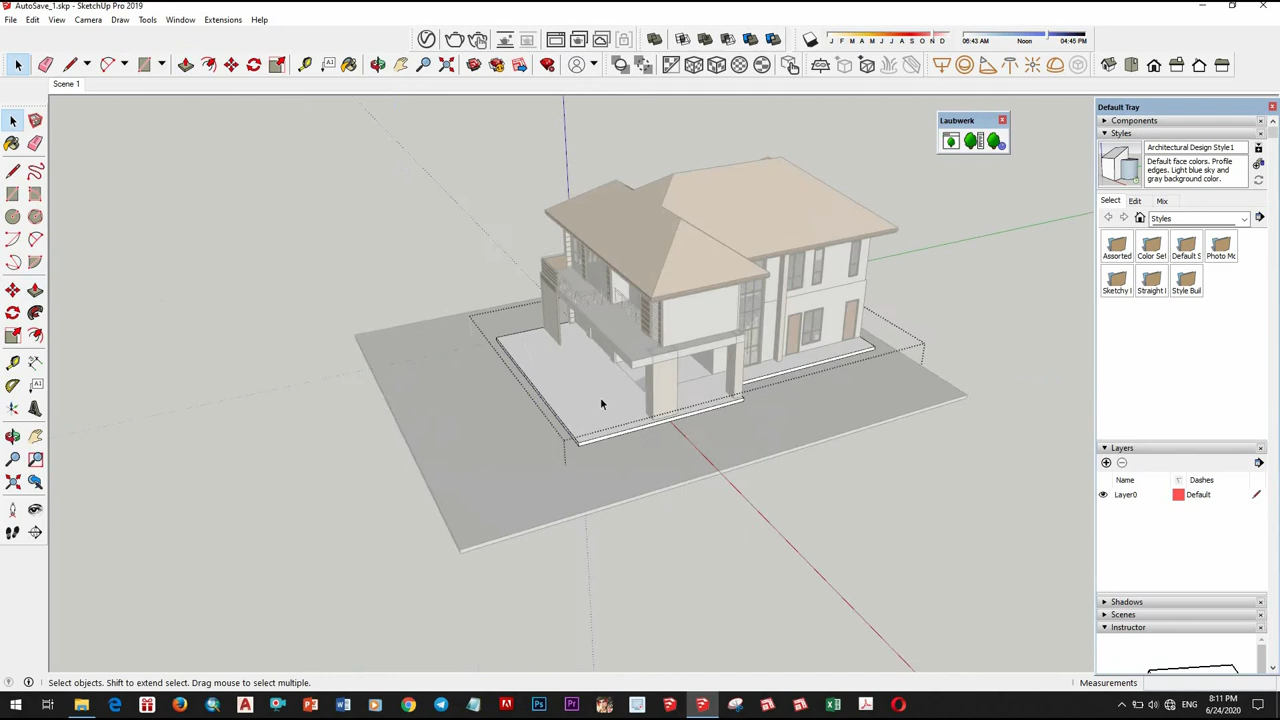 AutoSave_1.skp - SketchUp Pro 2019
File Edit View Camera Draw Tools Window Extensions Help
J F M A M J J A S O N D
06:43 AM Noon 04:45 PM
Scene 1
Laubwerk
Default Tray
Components
Styles
Architectural Design Style1
Default face colors. Profile edges. Light blue sky and gray background color.
Select Edit Mix
Styles
Assorted Color Sel Default S Photo Mo
Sketchy I Straight I Style Buil
Layers
Name Dashes
Layer0 Default
Shadows
Scenes
Instructor
Select objects. Shift to extend select. Drag mouse to select multiple.
Measurements
ENG
8:11 PM
6/24/2020